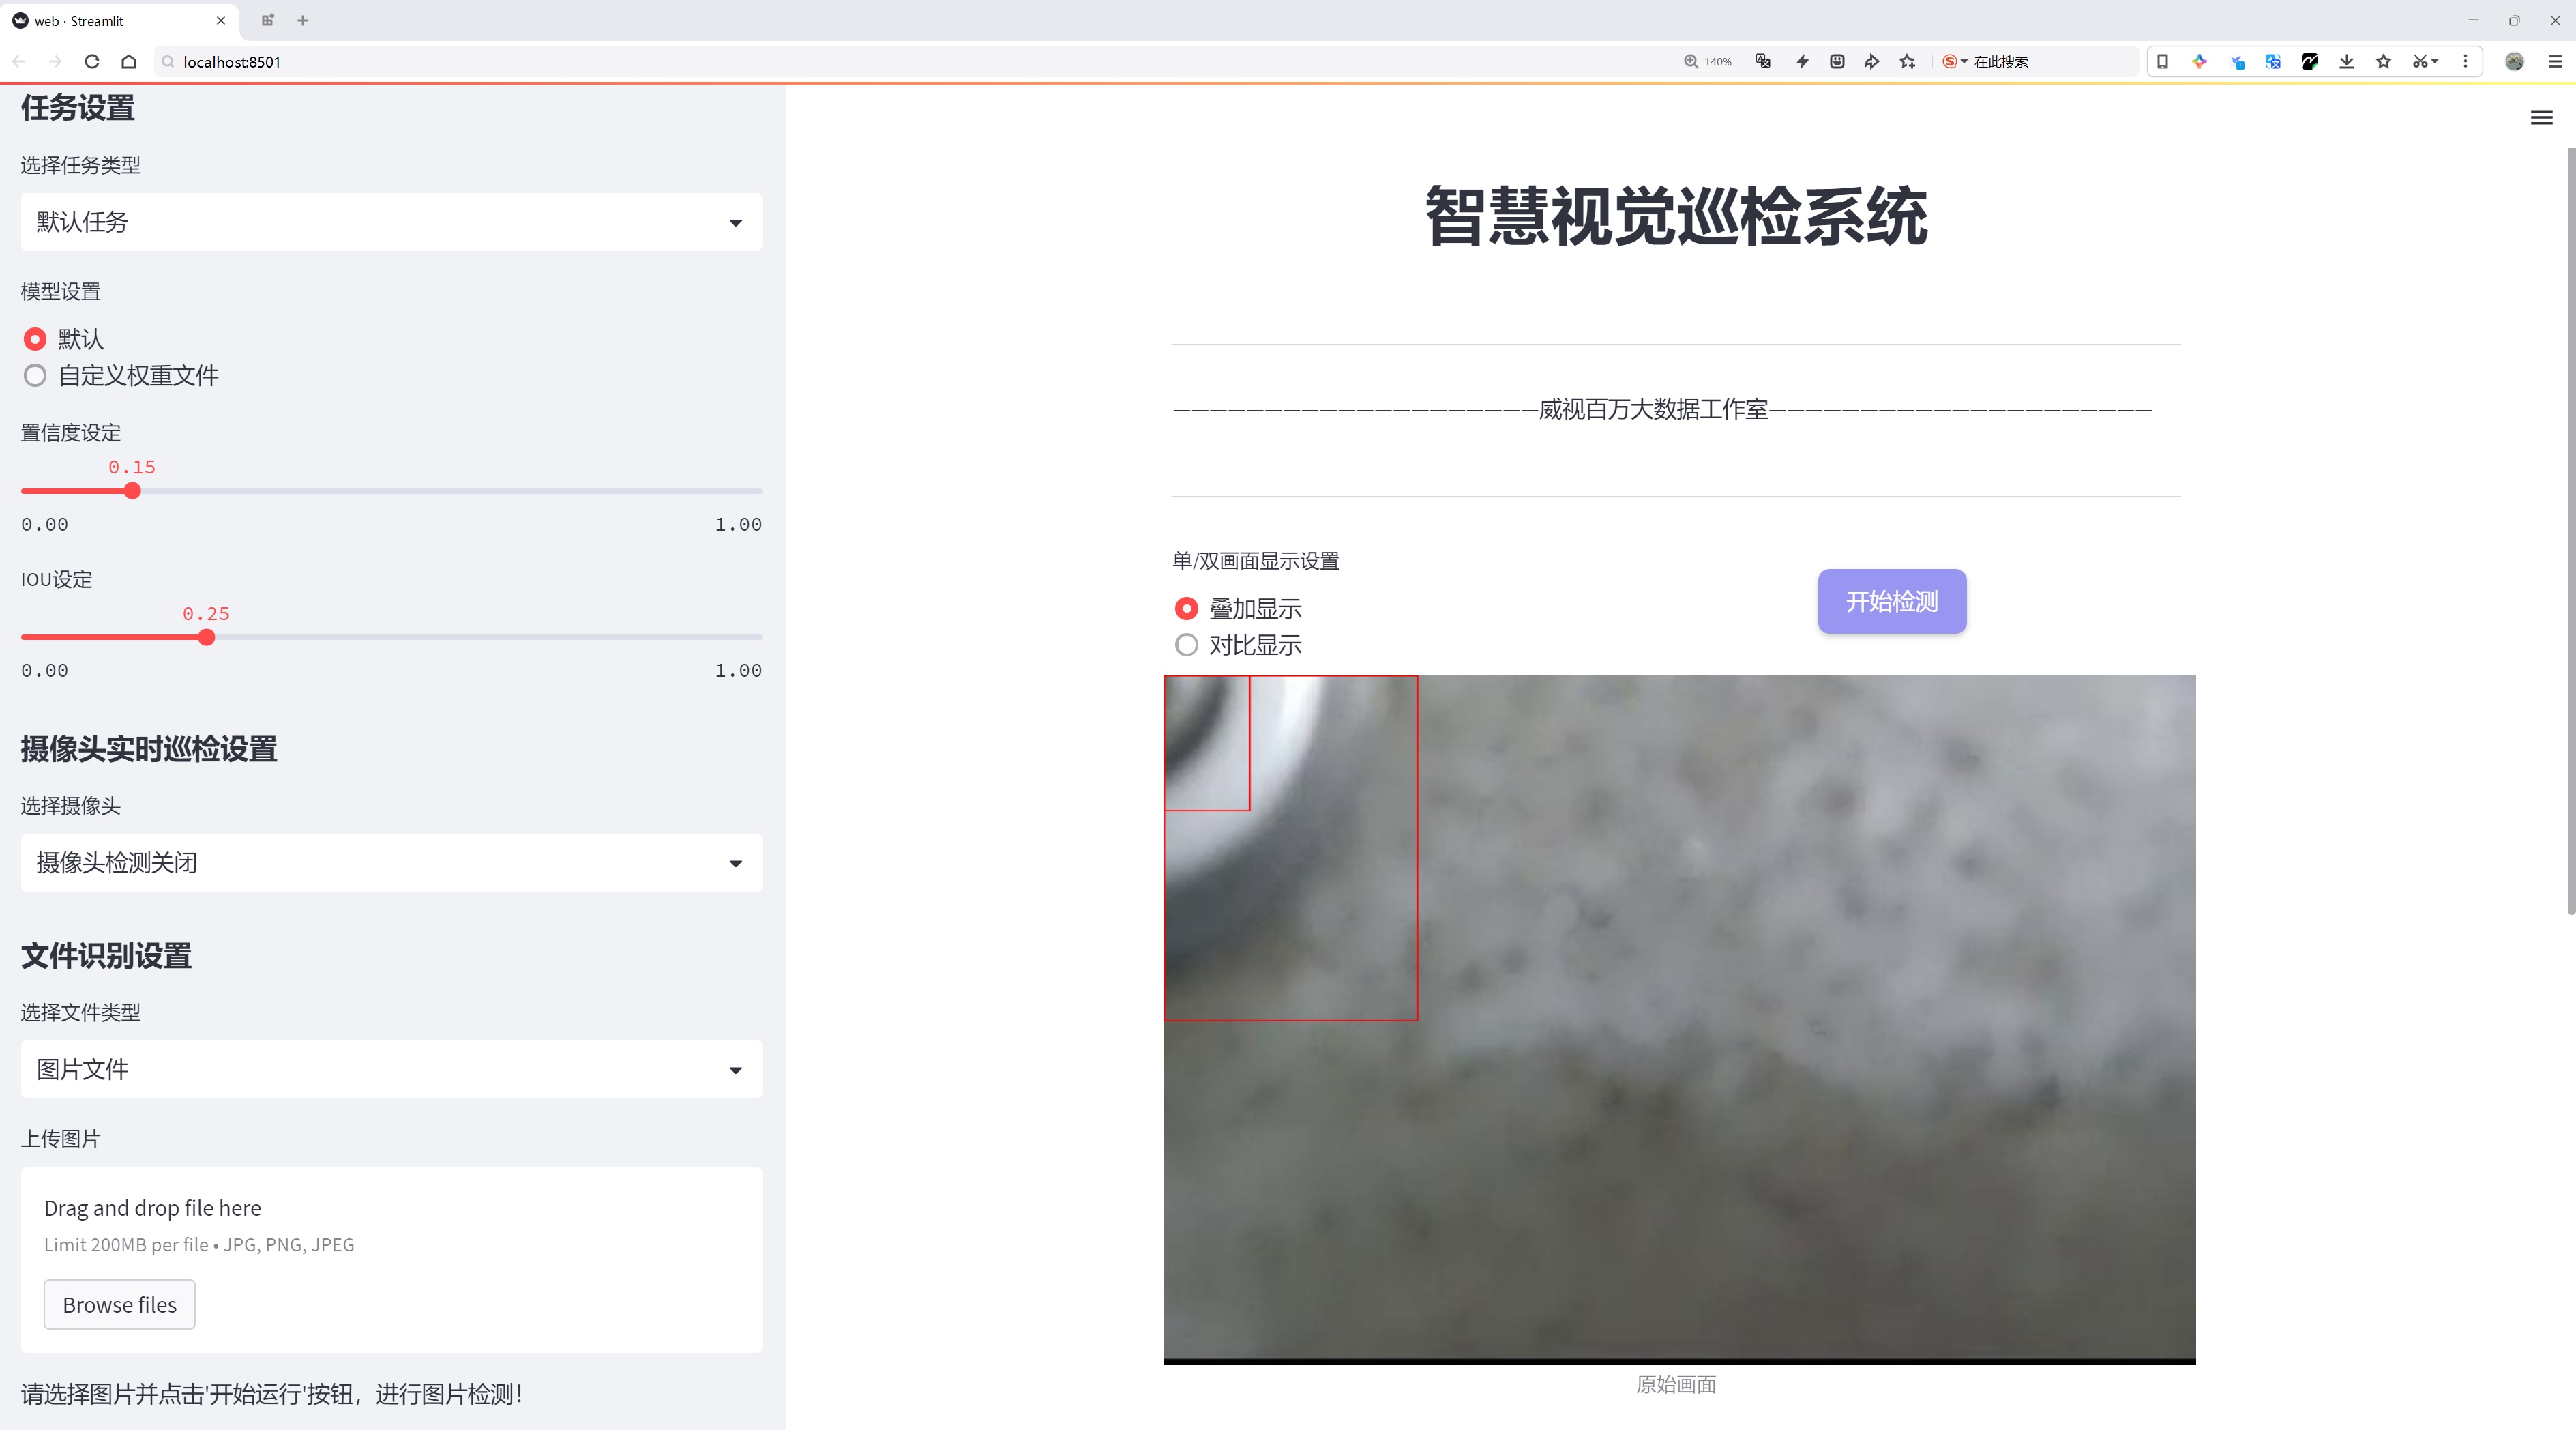 web · Streamlit
localhost:8501
140%
在此搜索
任务设置
选择任务类型
默认任务
模型设置
默认
自定义权重文件
置信度设定
0.15
0.00
1.00
IOU设定
0.25
0.00
1.00
摄像头实时巡检设置
选择摄像头
摄像头检测关闭
文件识别设置
选择文件类型
图片文件
上传图片
Drag and drop file here
Limit 200MB per file • JPG, PNG, JPEG
Browse files
请选择图片并点击'开始运行'按钮，进行图片检测！
智慧视觉巡检系统
————————————————————威视百万大数据工作室—————————————————————
单/双画面显示设置
叠加显示
对比显示
开始检测
原始画面